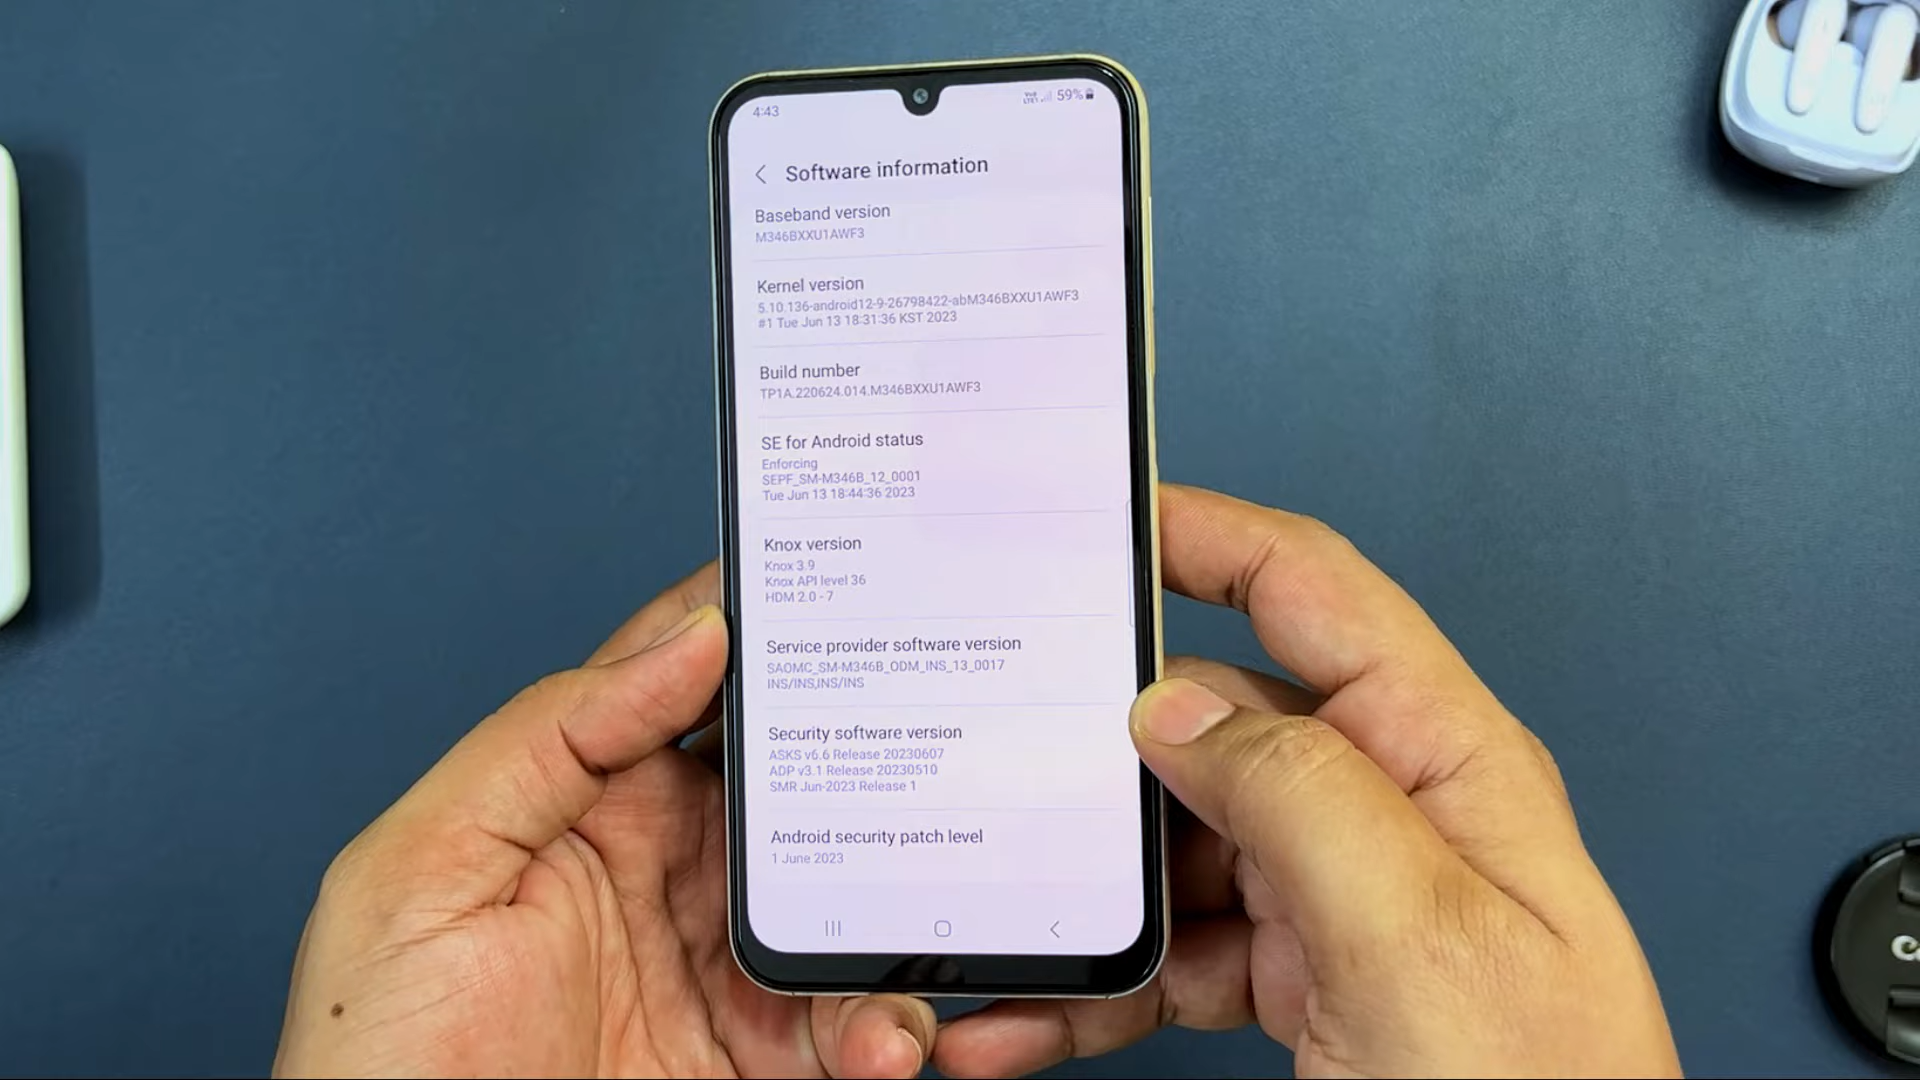 4:43
59%
Software information
Baseband version
M346BXXU1AWF3
Kernel version
5.10.136-android12-9-26798422-abM346BXXU1AWF3
#1 Tue Jun 13 18:31:36 KST 2023
Build number
TP1A.220624.014.M346BXXU1AWF3
SE for Android status
Enforcing
SEPF_SM-M346B_12_0001
Tue Jun 13 18:44:36 2023
Knox version
Knox 3.9
Knox API level 36
HDM 2.0 - 7
Service provider software version
SAOMC_SM-M346B_ODM_INS_13_0017
INS/INS,INS/INS
Security software version
ASKS v6.6 Release 20230607
ADP v3.1 Release 20230510
SMR Jun-2023 Release 1
Android security patch level
1 June 2023